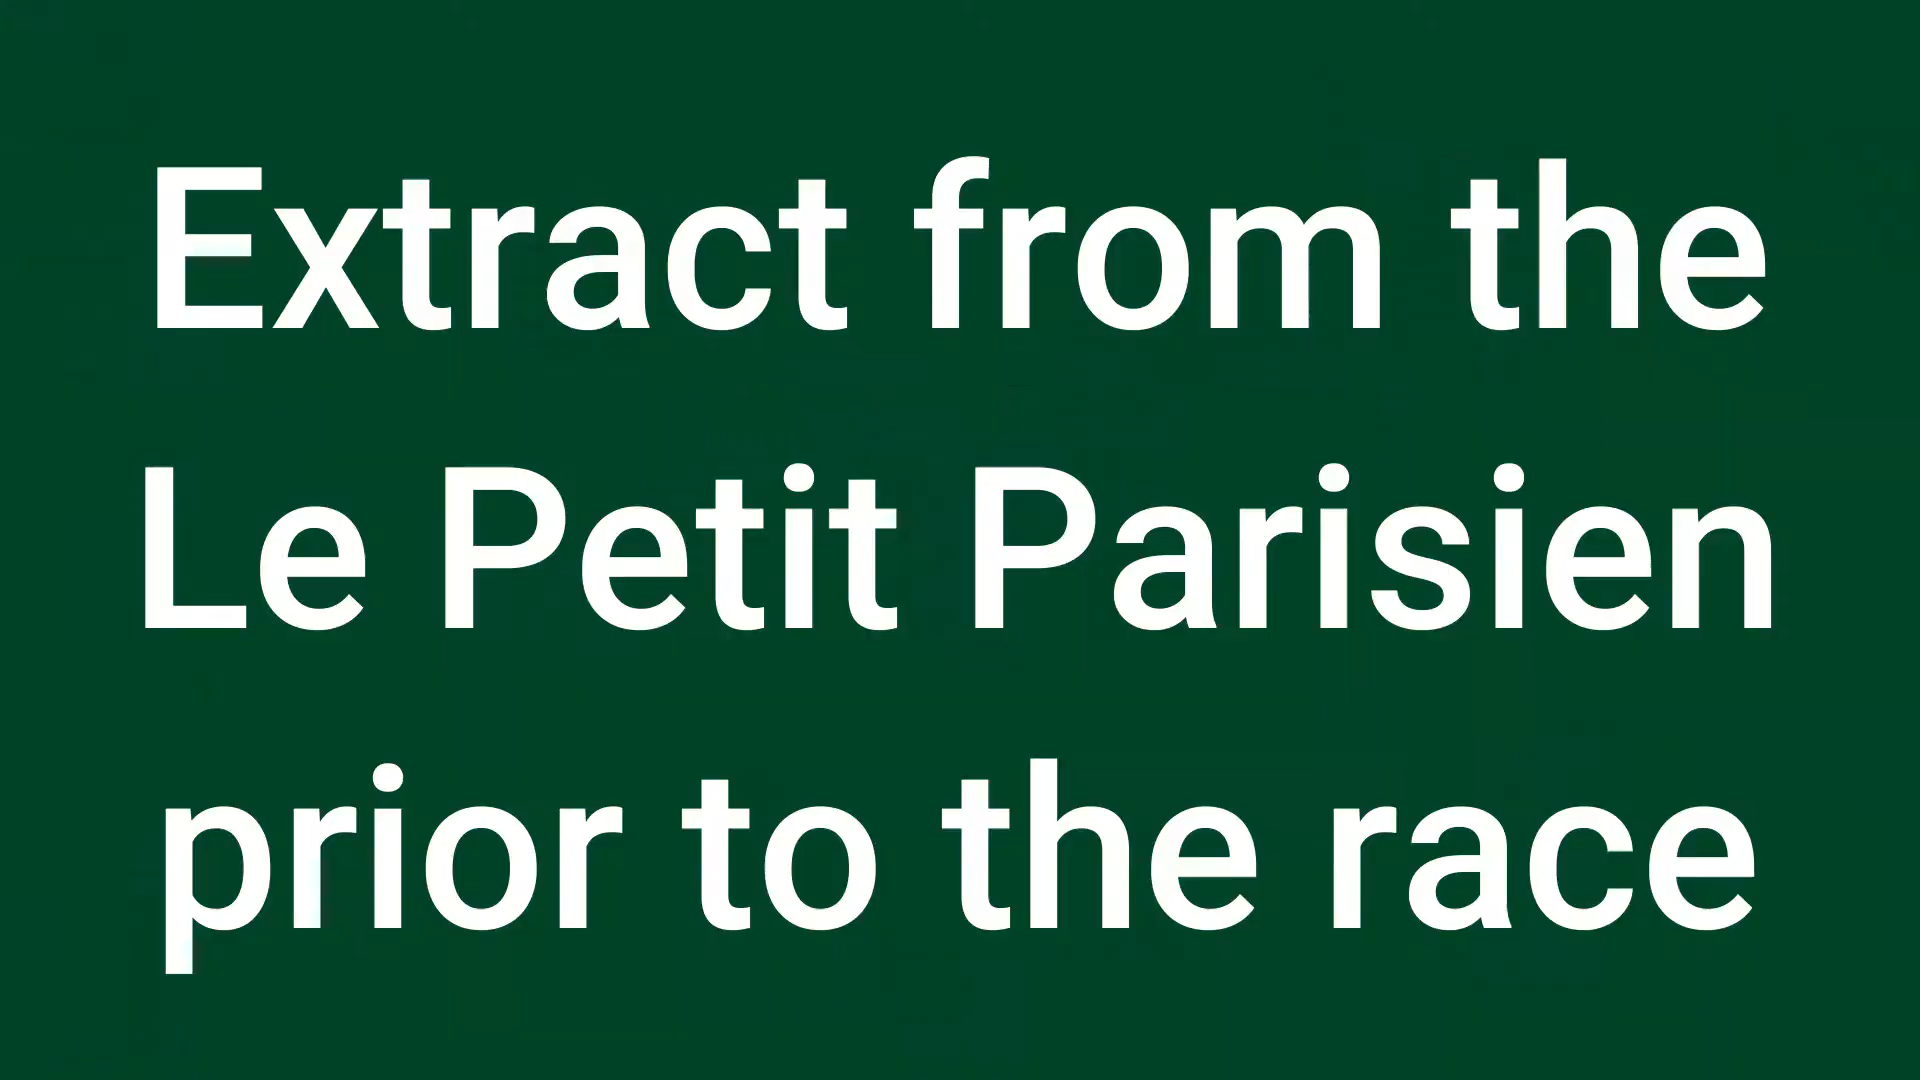 Extract from the
Le Petit Parisien
prior to the race